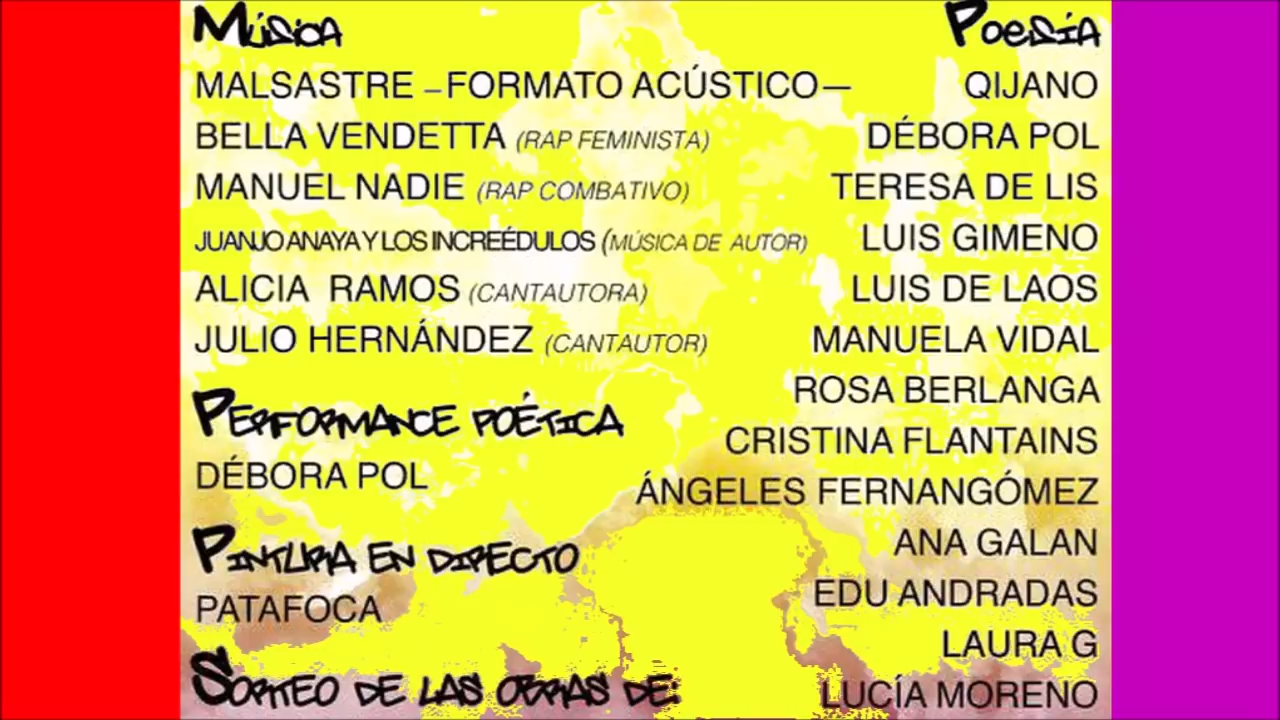 Música
MALSASTRE –FORMATO ACÚSTICO—
BELLA VENDETTA (RAP FEMINISTA)
MANUEL NADIE (RAP COMBATIVO)
JUANJO ANAYA Y LOS INCREÉDULOS (MÚSICA DE AUTOR)
ALICIA RAMOS (CANTAUTORA)
JULIO HERNÁNDEZ (CANTAUTOR)
PERFORMANCE POÉTICA
DÉBORA POL
PINTURA EN DIRECTO
PATAFOCA
SORTEO DE LAS OBRAS DE:
Poesía
QIJANO
DÉBORA POL
TERESA DE LIS
LUIS GIMENO
LUIS DE LAOS
MANUELA VIDAL
ROSA BERLANGA
CRISTINA FLANTAINS
ÁNGELES FERNANGÓMEZ
ANA GALAN
EDU ANDRADAS
LAURA G
LUCÍA MORENO